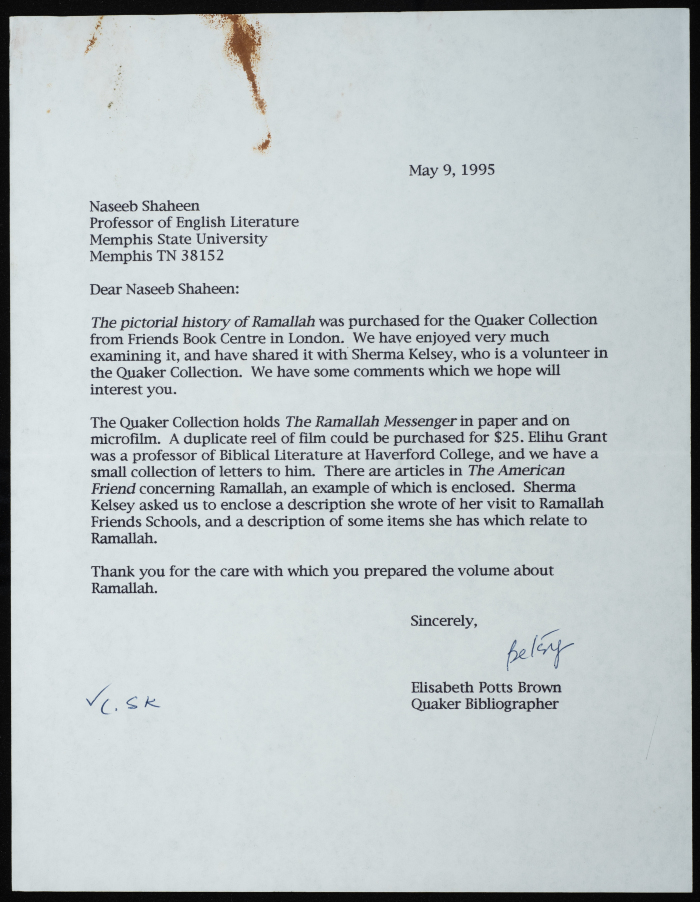 May 9, 1995
Naseeb Shaheen
Professor of English Literature
Memphis State University
Memphis TN 38152
Dear Naseeb Shaheen:
The pictorial history of Ramallah was purchased for the Quaker Collection
from Friends Book Centre in London. We have enjoyed very much
examining it, and have shared it with Sherma Kelsey, who is a volunteer in
the Quaker Collection. We have some comments which we hope will
interest you.
The Quaker Collection holds The Ramallah Messenger in paper and on
microfilm. A duplicate reel of film could be purchased for $25. Elihu Grant
was a professor of Biblical Literature at Haverford College, and we have a
small collection of letters to him. There are articles in The American
Friend concerning Ramallah, an example of which is enclosed. Sherma
Kelsey asked us to enclose a description she wrote of her visit to Ramallah
Friends Schools, and a description of some items she has which relate to
Ramallah.
Thank you for the care with which you prepared the volume about
Ramallah.
Sincerely,
Betsy
Elisabeth Potts Brown
Quaker Bibliographer
✓c. SK